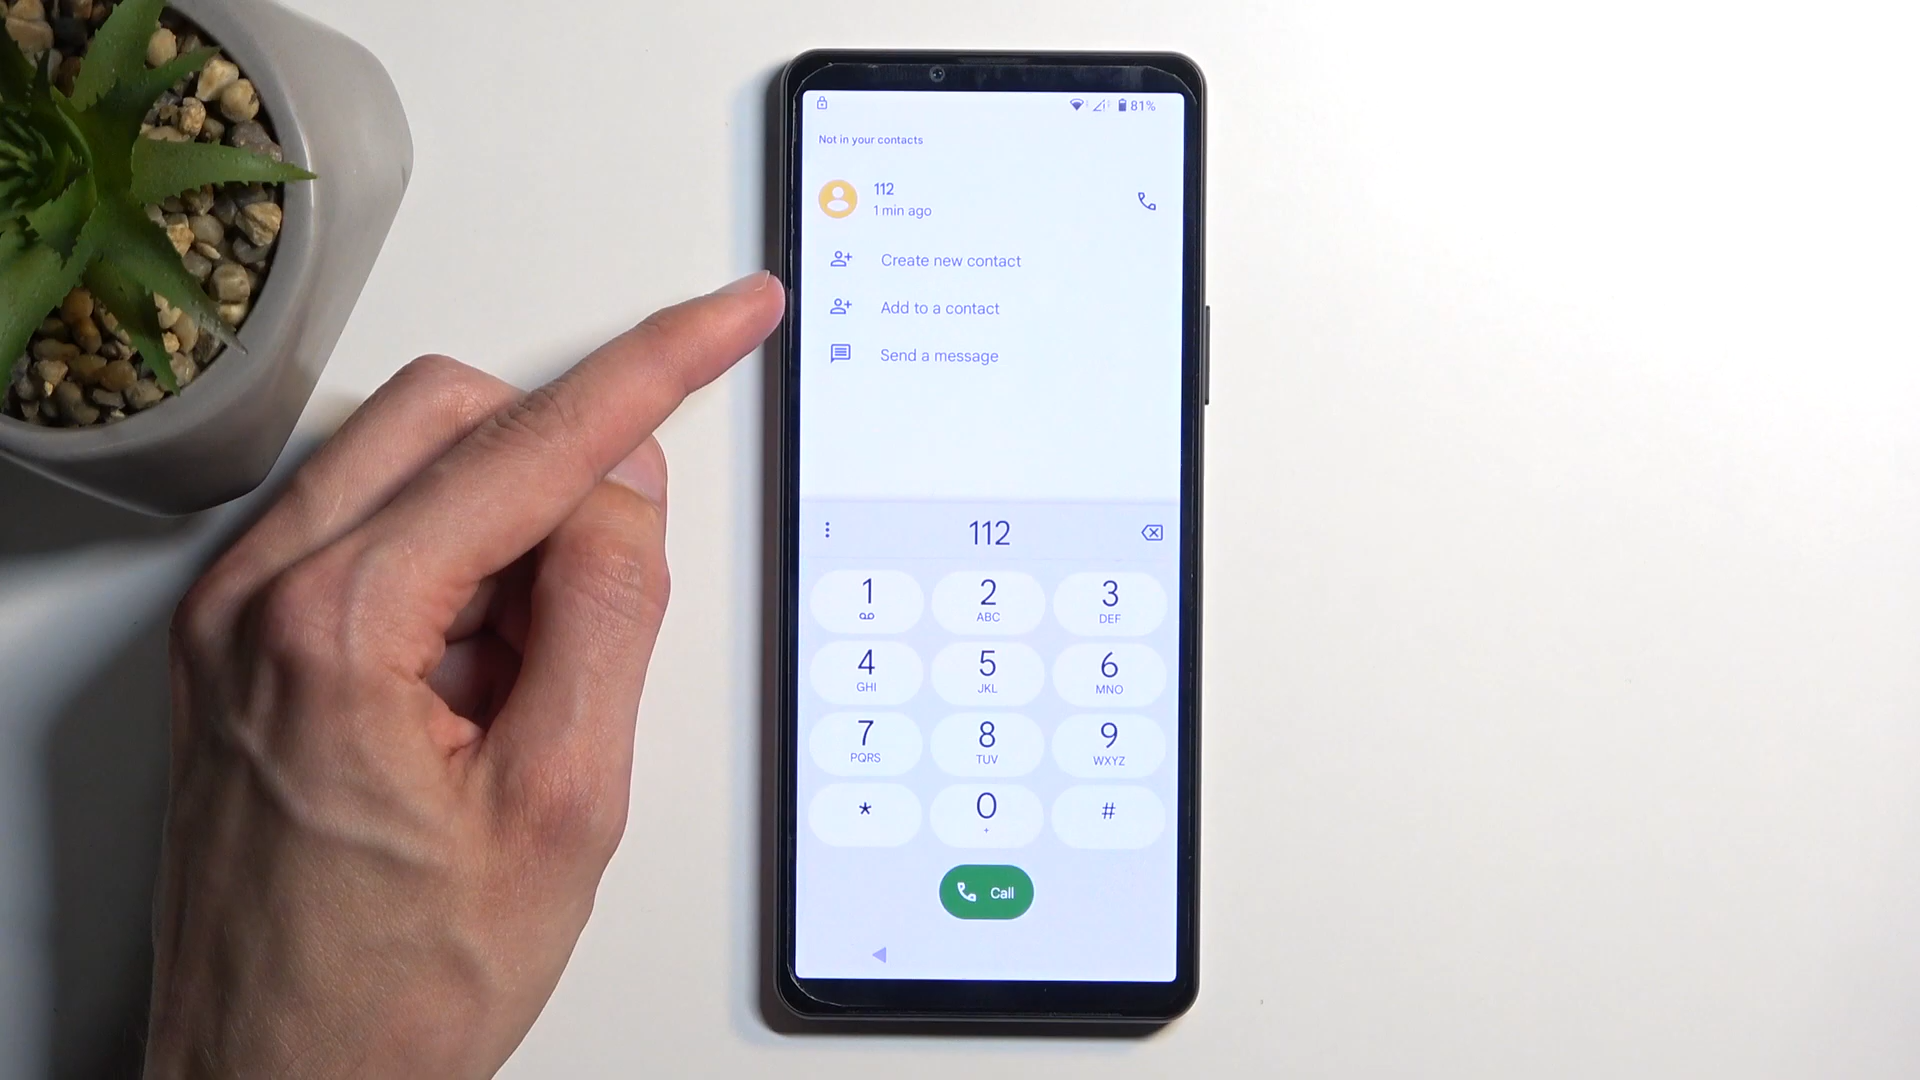 81%
Not in your contacts
112
1 min ago
Create new contact
Add to a contact
Send a message
112
1
2 ABC
3 DEF
4 GHI
5 JKL
6 MNO
7 PQRS
8 TUV
9 WXYZ
*
0 +
#
Call